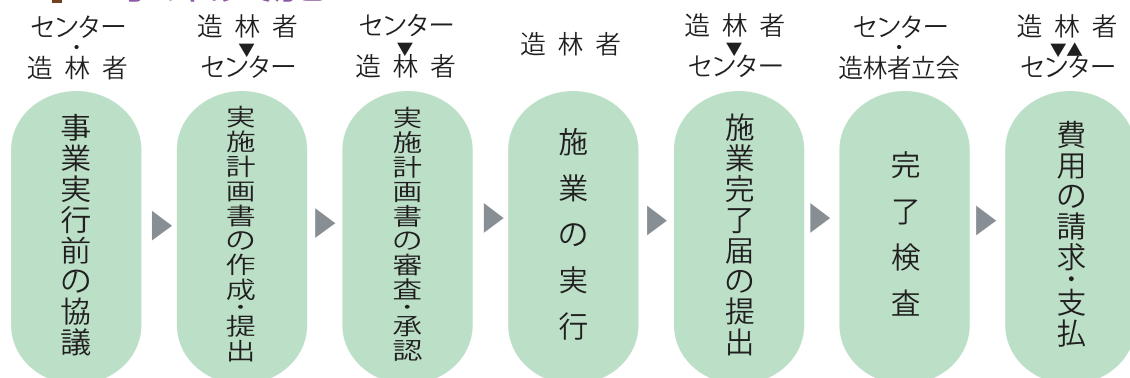 センター
・
造林者
事業実行前の協議
造林者
▼
センター
実施計画書の作成・提出
センター
▼
造林者
実施計画書の審査・承認
造林者
施業の実行
造林者
▼
センター
施業完了届の提出
センター
・
造林者立会
完了検査
造林者
▼▲
センター
費用の請求・支払